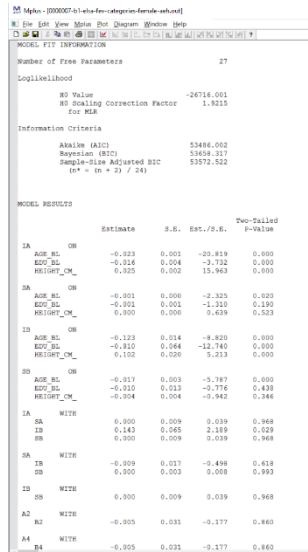 Mplus - [0000007-b1-elsa-fev-categories-female-aeh.out]
File Edit View Mplus Plot Diagram Window Help
MODEL FIT INFORMATION
Number of Free Parameters 27
Loglikelihood
H0 Value -26716.001
H0 Scaling Correction Factor 1.9215
for MLR
Information Criteria
Akaike (AIC) 53486.002
Bayesian (BIC) 53658.317
Sample-Size Adjusted BIC 53572.522
(n* = (n + 2) / 24)
MODEL RESULTS
Two-Tailed
Estimate S.E. Est./S.E. P-Value
IA ON
AGE_BL -0.023 0.001 -20.819 0.000
EDU_BL -0.016 0.004 -3.732 0.000
HEIGHT_CM_ 0.025 0.002 15.963 0.000
SA ON
AGE_BL -0.001 0.000 -2.325 0.020
EDU_BL -0.001 0.001 -1.310 0.190
HEIGHT_CM_ 0.000 0.000 0.639 0.523
IB ON
AGE_BL -0.123 0.014 -8.820 0.000
EDU_BL -0.810 0.064 -12.740 0.000
HEIGHT_CM_ 0.102 0.020 5.213 0.000
SB ON
AGE_BL -0.017 0.003 -5.787 0.000
EDU_BL -0.010 0.013 -0.776 0.438
HEIGHT_CM_ -0.004 0.004 -0.942 0.346
IA WITH
SA 0.000 0.009 0.039 0.968
IB 0.143 0.065 2.189 0.029
SB 0.000 0.009 0.039 0.968
SA WITH
IB -0.009 0.017 -0.498 0.618
SB 0.000 0.003 0.008 0.993
IB WITH
SB 0.000 0.009 0.039 0.968
A2 WITH
B2 -0.005 0.031 -0.177 0.860
A4 WITH
B4 -0.005 0.031 -0.177 0.860